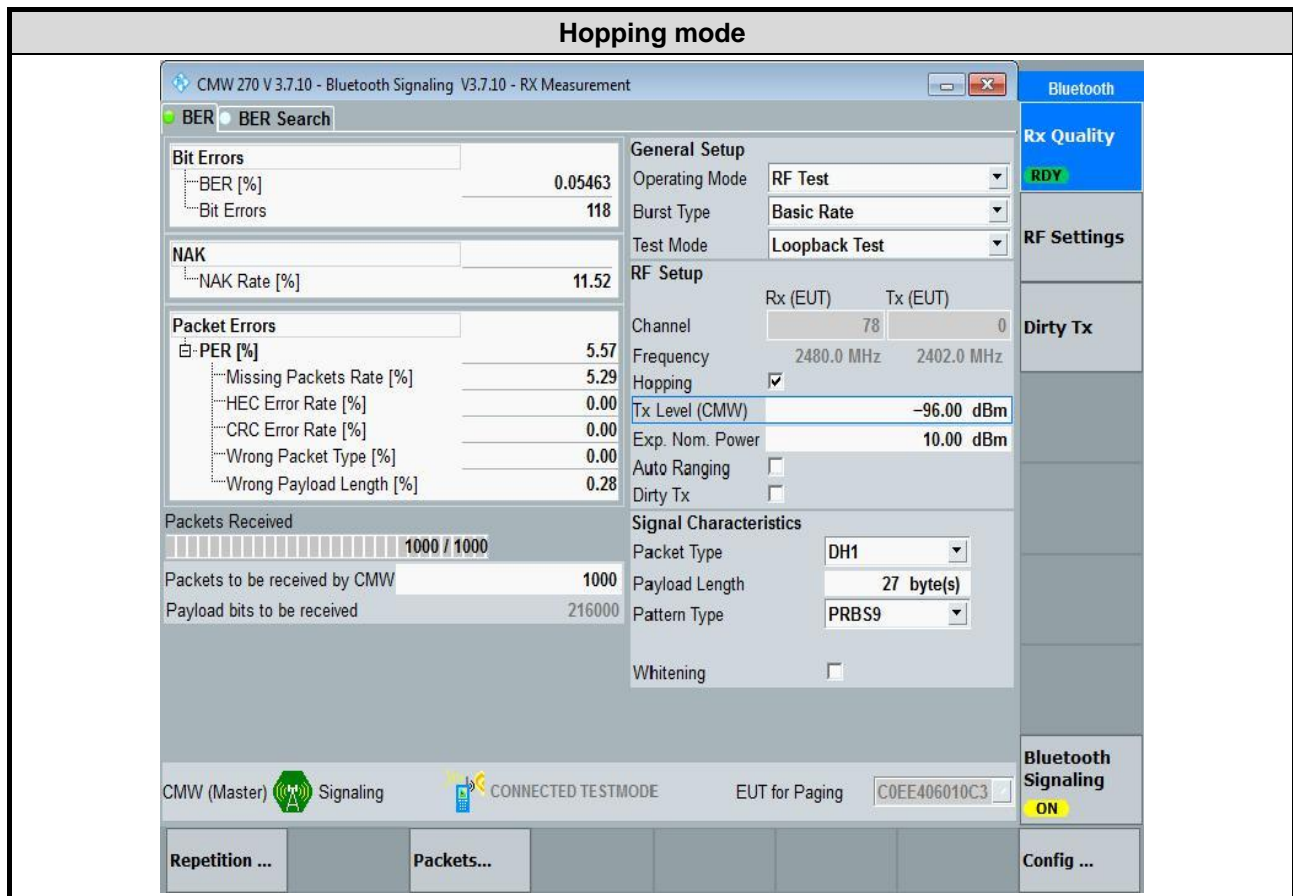 Hopping mode
CMW 270 V 3.7.10 - Bluetooth Signaling V3.7.10 - RX Measurement
BER BER Search
Bit Errors
BER [%] 0.05463
Bit Errors 118
NAK
NAK Rate [%] 11.52
Packet Errors
PER [%] 5.57
Missing Packets Rate [%] 5.29
HEC Error Rate [%] 0.00
CRC Error Rate [%] 0.00
Wrong Packet Type [%] 0.00
Wrong Payload Length [%] 0.28
Packets Received
1000 / 1000
Packets to be received by CMW 1000
Payload bits to be received 216000
General Setup
Operating Mode RF Test
Burst Type Basic Rate
Test Mode Loopback Test
RF Setup
Rx (EUT) Tx (EUT)
Channel 78 0
Frequency 2480.0 MHz 2402.0 MHz
Hopping
Tx Level (CMW) −96.00 dBm
Exp. Nom. Power 10.00 dBm
Auto Ranging
Dirty Tx
Signal Characteristics
Packet Type DH1
Payload Length 27 byte(s)
Pattern Type PRBS9
Whitening
Bluetooth
Rx Quality
RDY
RF Settings
Dirty Tx
Bluetooth
Signaling
ON
CMW (Master) Signaling CONNECTED TESTMODE EUT for Paging C0EE406010C3
Repetition ... Packets... Config ...